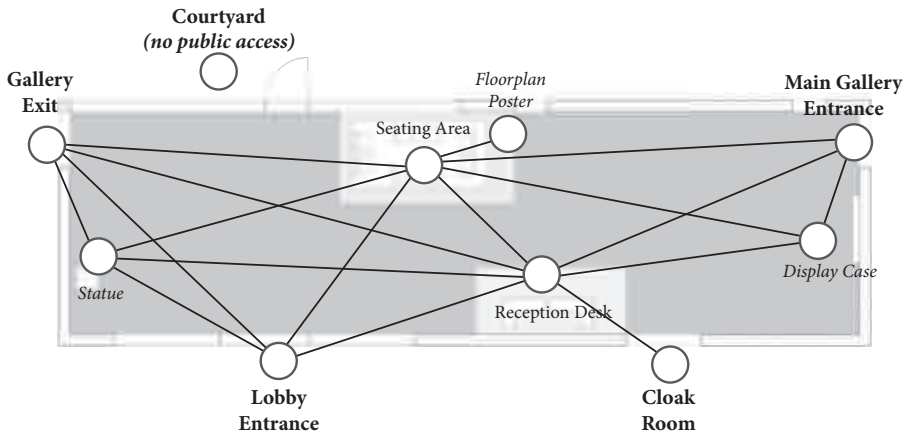 Courtyard
(no public access)
Gallery
Exit
Floorplan
Poster
Main Gallery
Entrance
Seating Area
Statue
Display Case
Reception Desk
Lobby
Entrance
Cloak
Room